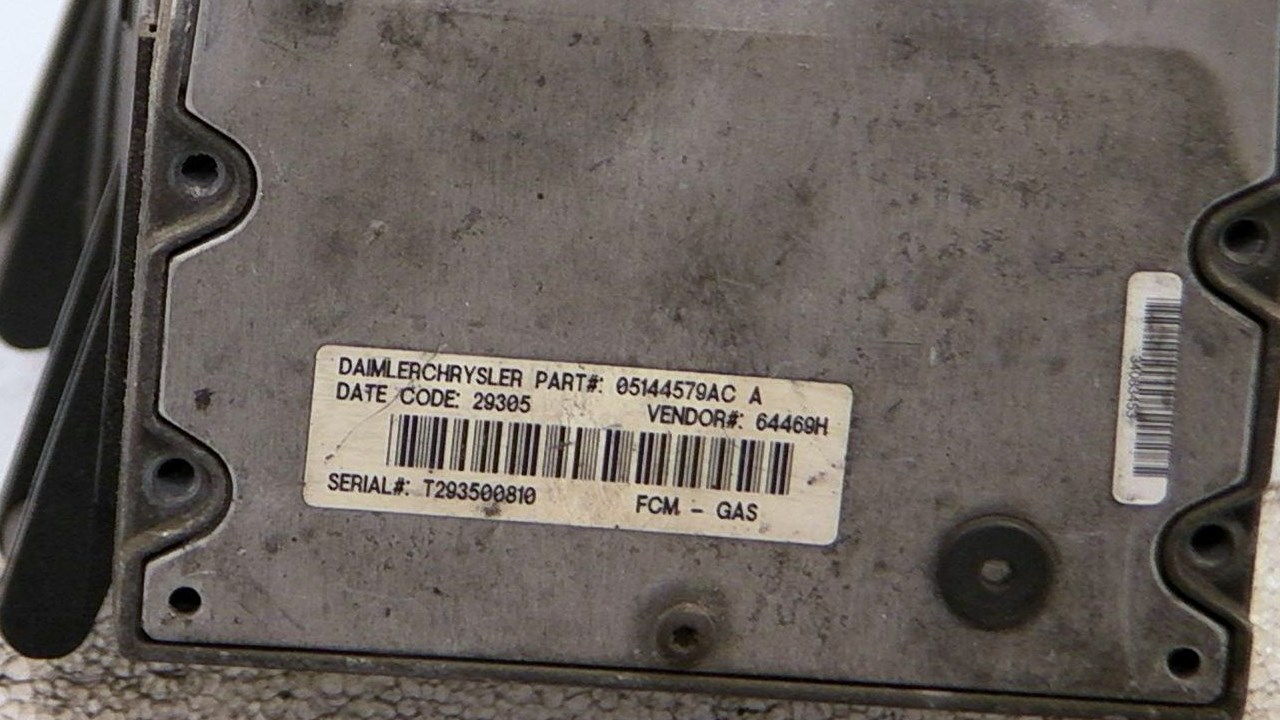 DAIMLERCHRYSLER PART#: 05144579AC A
DATE CODE: 29305 VENDOR#: 64469H
SERIAL#: T293500810 FCM - GAS